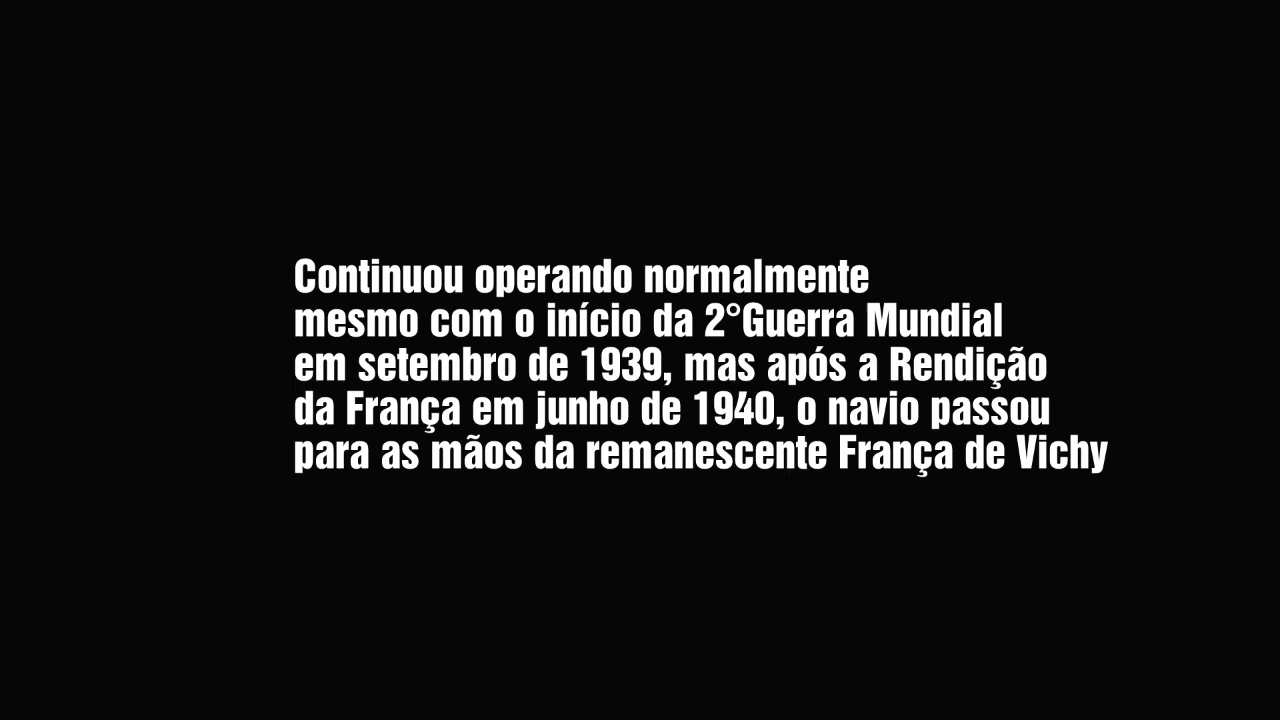 Continuou operando normalmente
mesmo com o início da 2°Guerra Mundial
em setembro de 1939, mas após a Rendição
da França em junho de 1940, o navio passou
para as mãos da remanescente França de Vichy